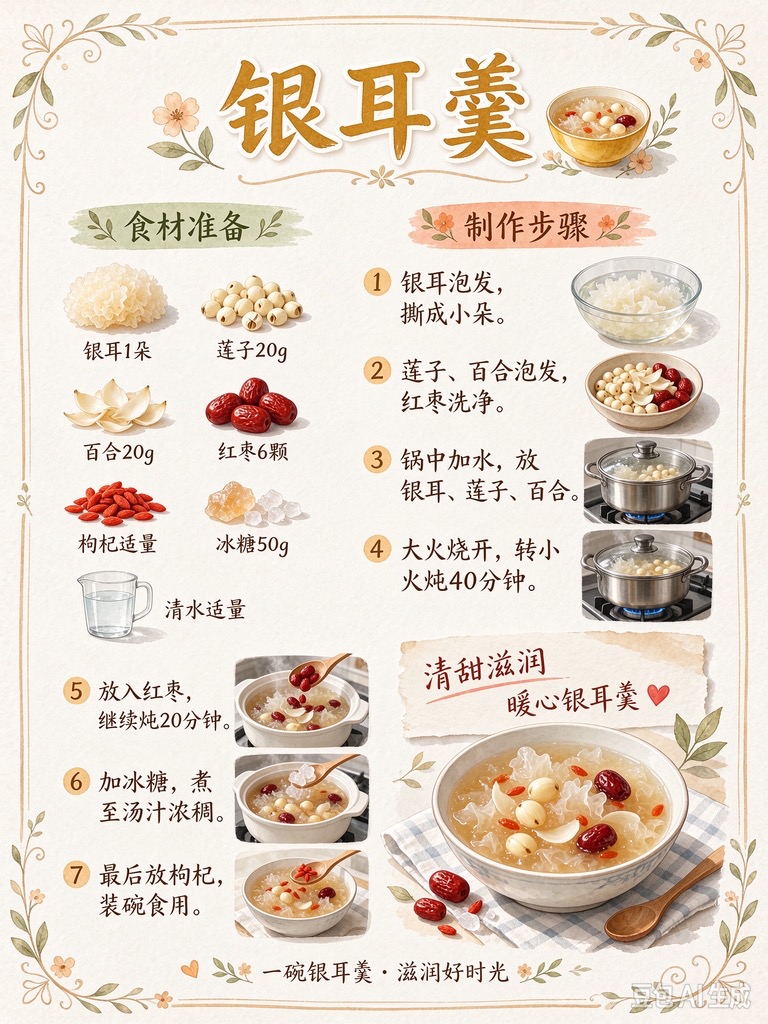 银耳羹
食材准备
银耳1朵
莲子20g
百合20g
红枣6颗
枸杞适量
冰糖50g
清水适量
制作步骤
1 银耳泡发，
撕成小朵。
2 莲子、百合泡发，
红枣洗净。
3 锅中加水，放
银耳、莲子、百合。
4 大火烧开，转小
火炖40分钟。
5 放入红枣，
继续炖20分钟。
6 加冰糖，煮
至汤汁浓稠。
7 最后放枸杞，
装碗食用。
清甜滋润
暖心银耳羹
一碗银耳羹·滋润好时光
豆包AI生成